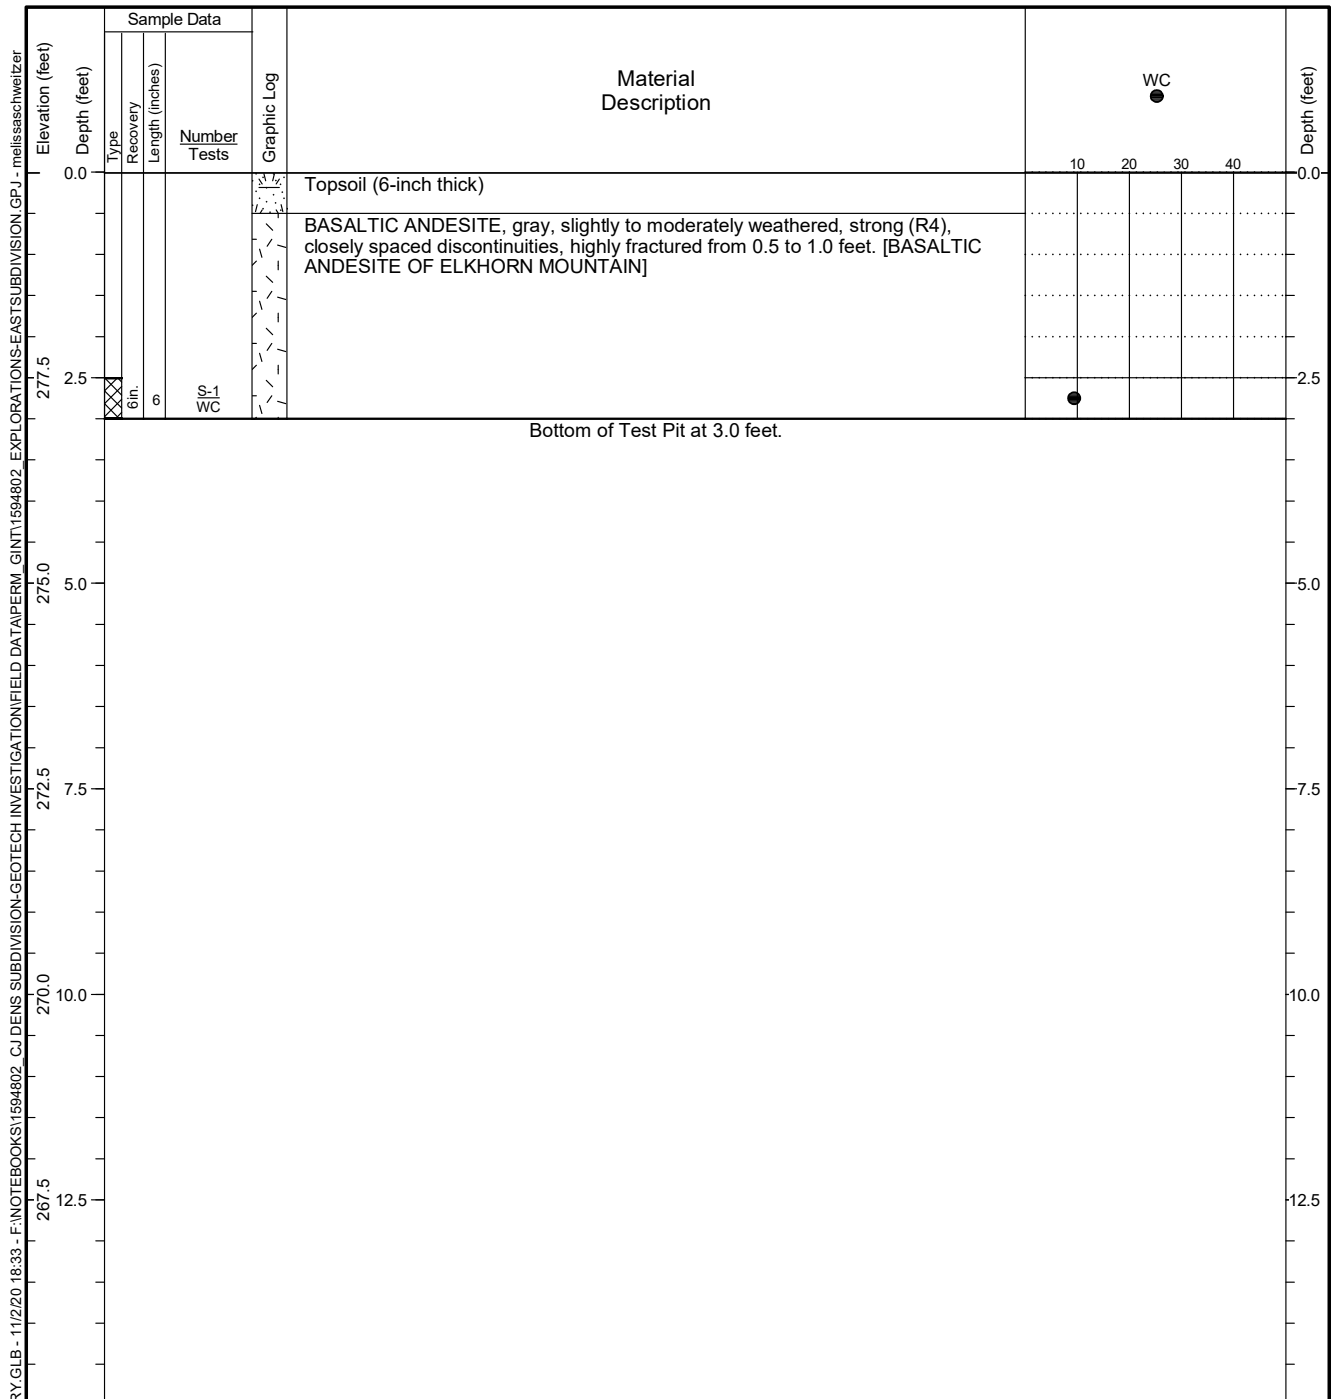 RY.GLB - 11/2/20 18:33 - F:\NOTEBOOKS\1594802_CJ DENS SUBDIVISION-GEOTECH INVESTIGATION\FIELD DATA\PERM_GINT\1594802_EXPLORATIONS-EASTSUBDIVISION.GPJ - melissaschweitzer
Elevation (feet)
Depth (feet)
Sample Data
Type
Recovery
Length (inches)
Number
Tests
Graphic Log
Material
Description
WC
10 20 30 40
Depth (feet)
0.0
Topsoil (6-inch thick)
0.0
BASALTIC ANDESITE, gray, slightly to moderately weathered, strong (R4),
closely spaced discontinuities, highly fractured from 0.5 to 1.0 feet. [BASALTIC
ANDESITE OF ELKHORN MOUNTAIN]
277.5
2.5
6in.
6
S-1
WC
2.5
Bottom of Test Pit at 3.0 feet.
275.0
5.0
5.0
272.5
7.5
7.5
270.0
10.0
10.0
267.5
12.5
12.5